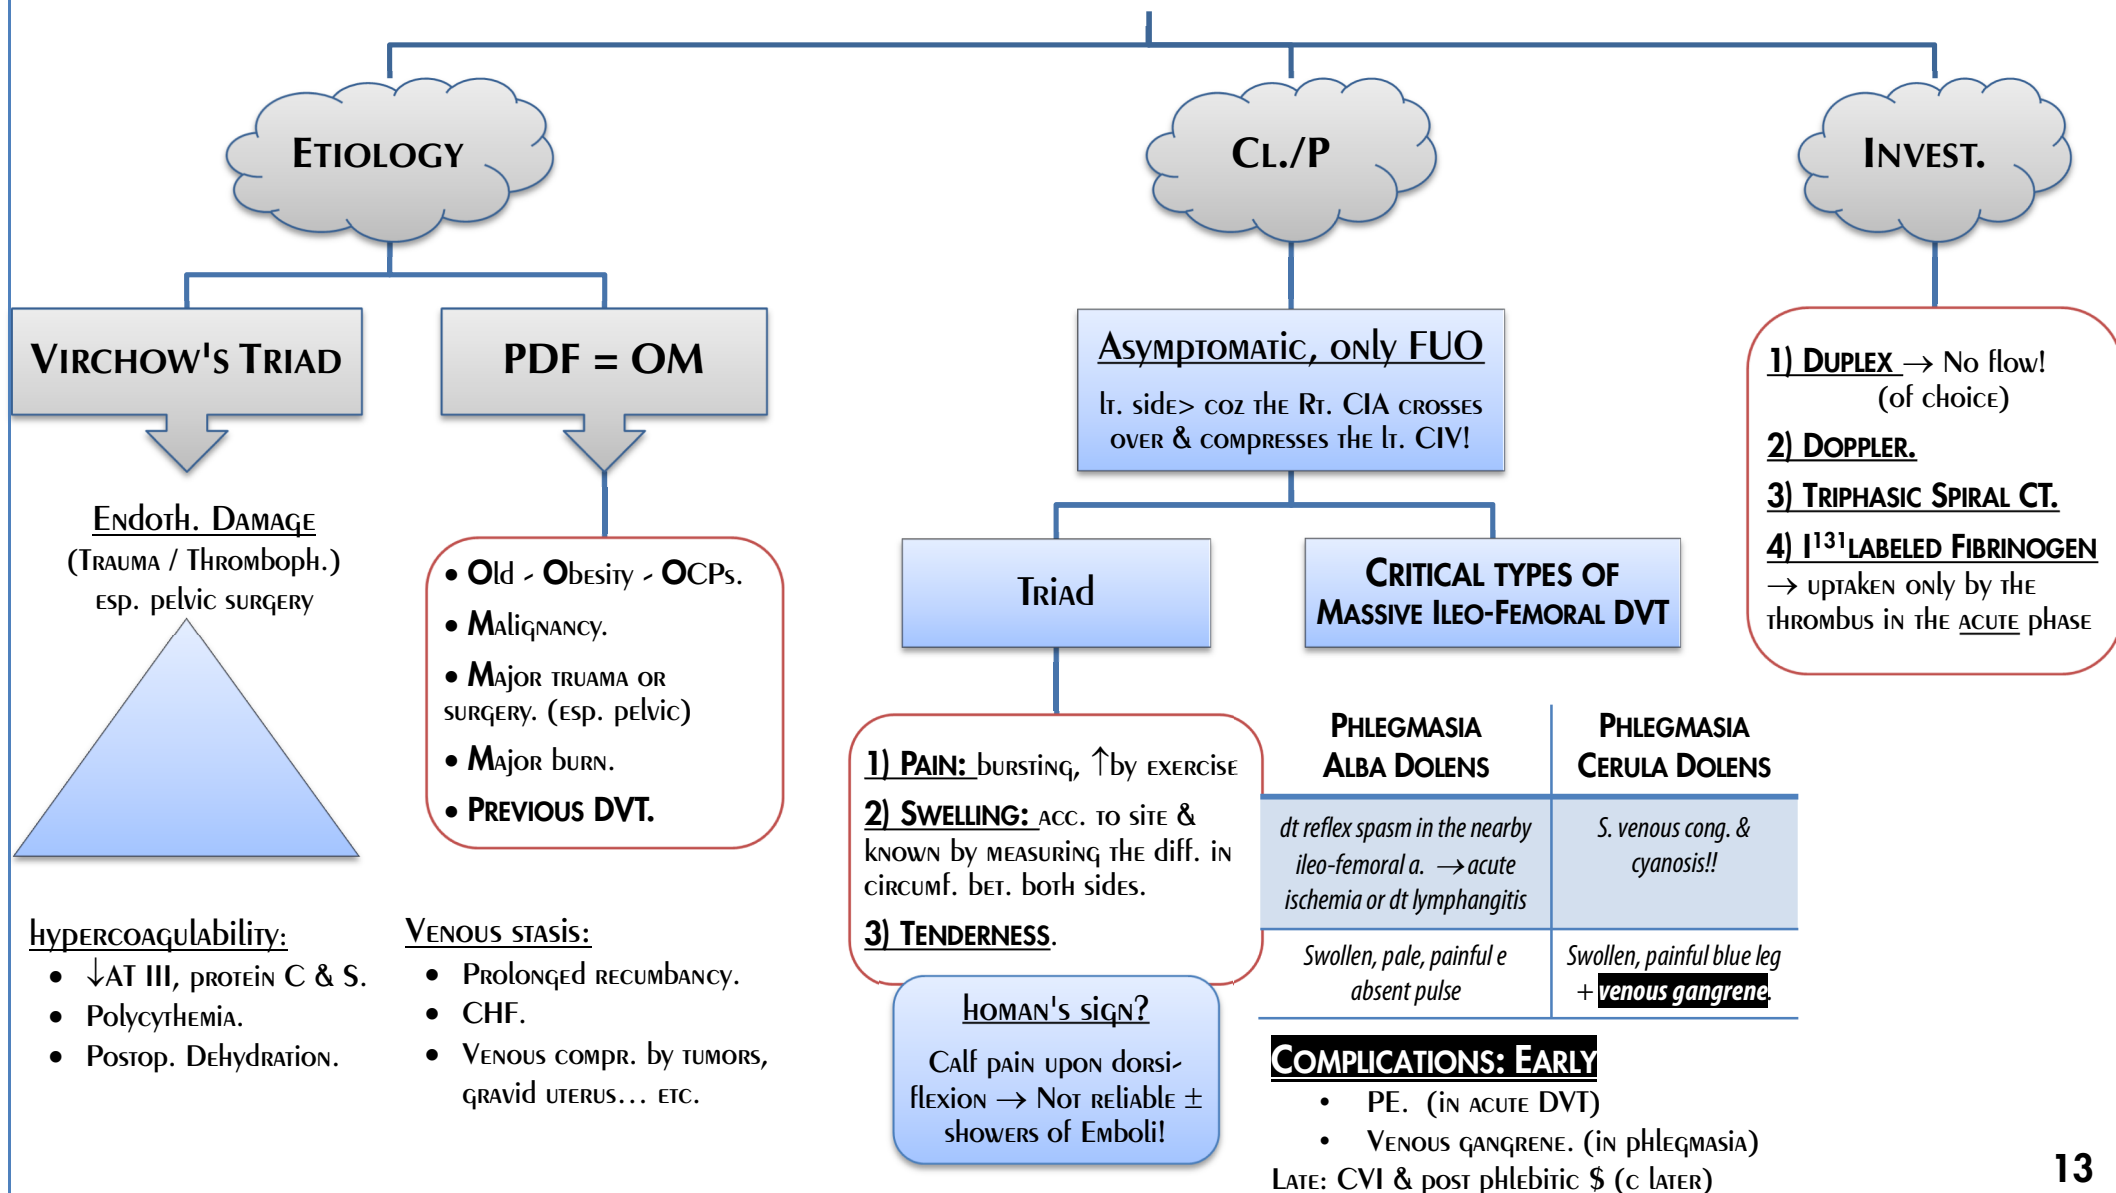 ETIOLOGY
CL./P
INVEST.
VIRCHOW'S TRIAD
PDF = OM
Endoth. Damage
(Trauma / Thromboph.)
esp. pelvic surgery
hypercoagulability:
• ↓AT III, protein C & S.
• Polycythemia.
• Postop. Dehydration.
Venous stasis:
• Prolonged recumbancy.
• CHF.
• Venous compr. by tumors,
gravid uterus... etc.
• Old - Obesity - OCPs.
• Malignancy.
• Major truama or
surgery. (esp. pelvic)
• Major burn.
• PREVIOUS DVT.
Asymptomatic, only FUO
lt. side> coz the Rt. CIA crosses
over & compresses the lt. CIV!
Triad
1) PAIN: bursting, ↑by exercise
2) SWELLING: acc. to site &
known by measuring the diff. in
circumf. bet. both sides.
3) TENDERNESS.
homan's sign?
Calf pain upon dorsi-
flexion → Not reliable ±
showers of Emboli!
CRITICAL TYPES OF
MASSIVE ILEO-FEMORAL DVT
PHLEGMASIA
ALBA DOLENS
PHLEGMASIA
CERULA DOLENS
dt reflex spasm in the nearby
ileo-femoral a. → acute
ischemia or dt lymphangitis
S. venous cong. &
cyanosis!!
Swollen, pale, painful e
absent pulse
Swollen, painful blue leg
+ venous gangrene.
COMPLICATIONS: EARLY
• PE. (in acute DVT)
• Venous gangrene. (in phlegmasia)
Late: CVI & post phlebitic $ (c later)
1) DUPLEX → No flow!
(of choice)
2) DOPPLER.
3) TRIPHASIC SPIRAL CT.
4) I¹³¹LABELED FIBRINOGEN
→ uptaken only by the
thrombus in the acute phase
13